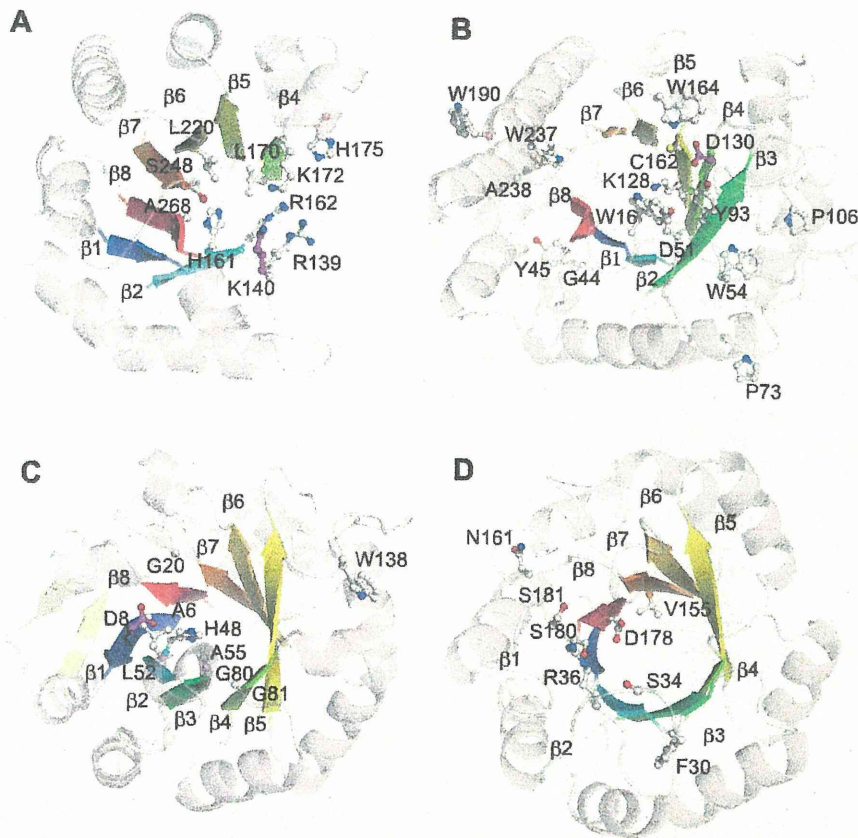 A
β5
β6
β4
β7
L220
L170
H175
S248
K172
β8
R162
A268
β1
H161
R139
β2
K140
B
β5
W190
β6
W164
β7
β4
W237
D130
β3
C162
A238
K128
β8
W16
Y93
P106
D51
Y45
β1
G44
β2
W54
P73
C
β6
β7
W138
G20
β8
A6
D8
H48
A55
β1
L52
G80
β2
G81
β3
β4
β5
D
β6
N161
β7
β5
β8
S181
V155
S180
D178
β1
β4
R36
S34
β3
β2
F30